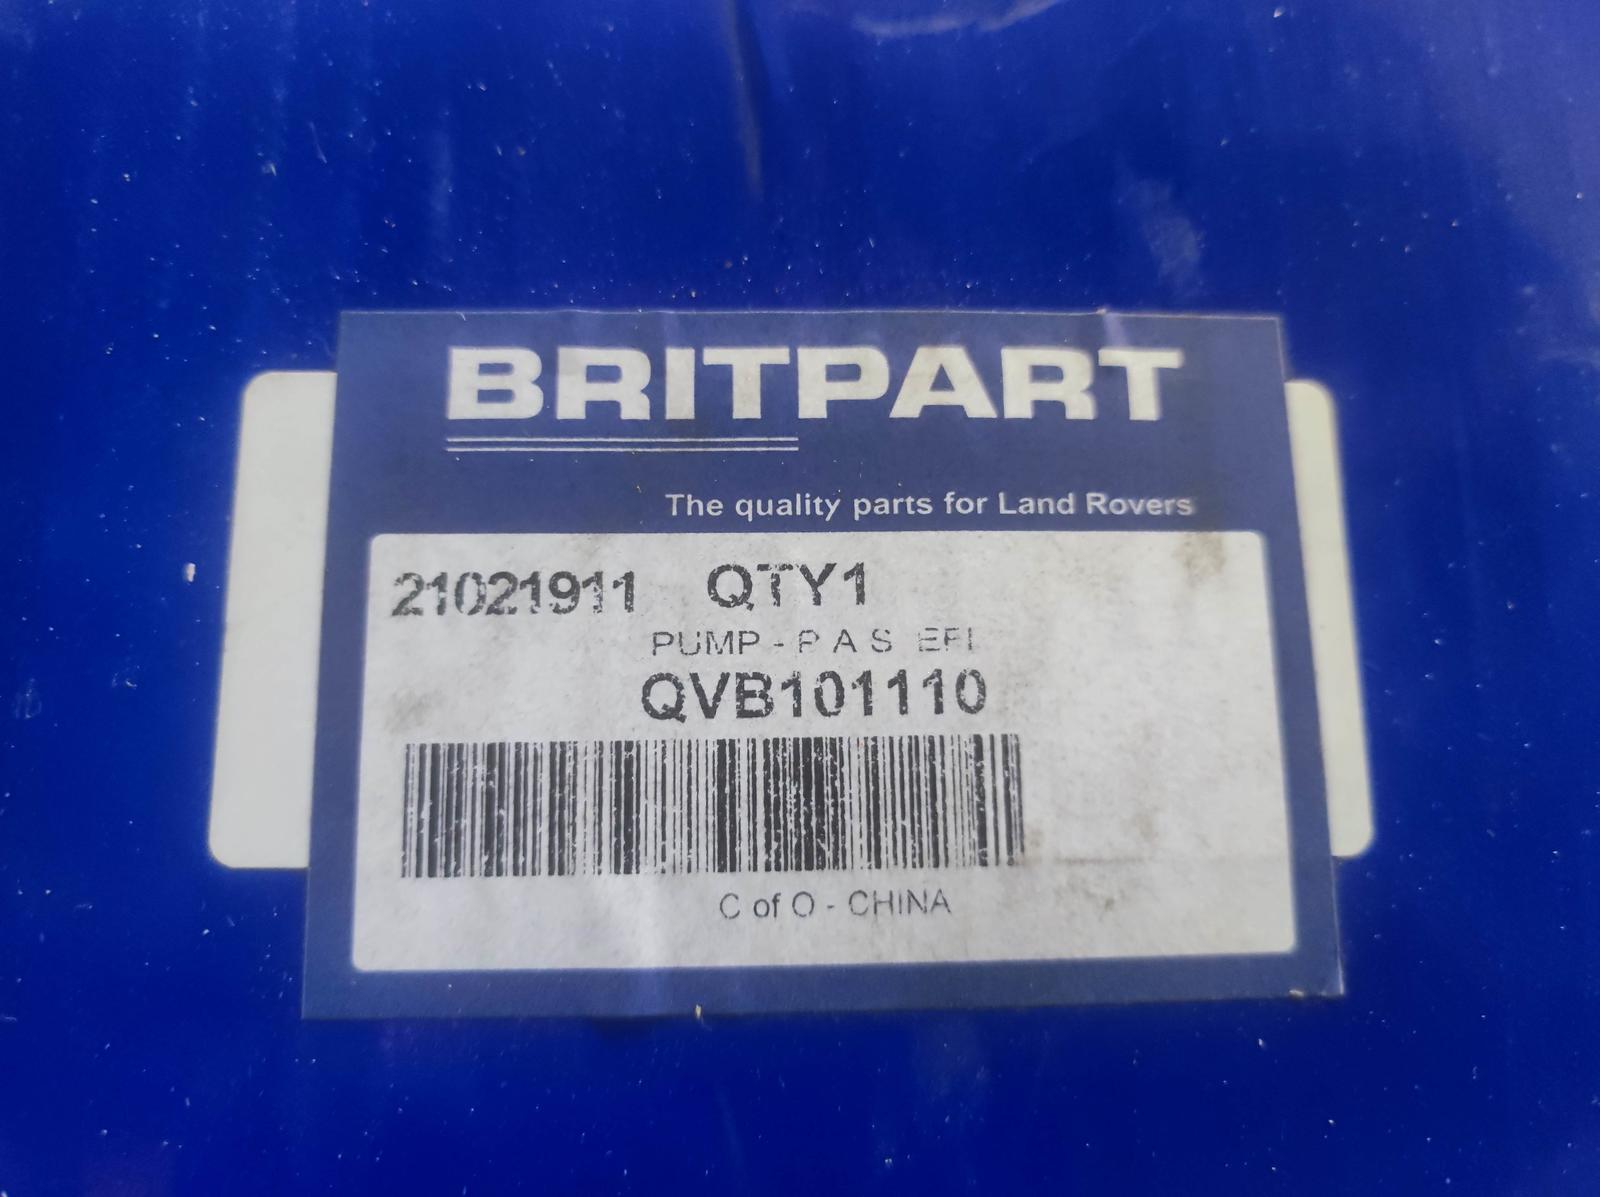 BRITPART
The quality parts for Land Rovers
21021911 QTY1
PUMP - P A S EFI
QVB101110
C of O - CHINA